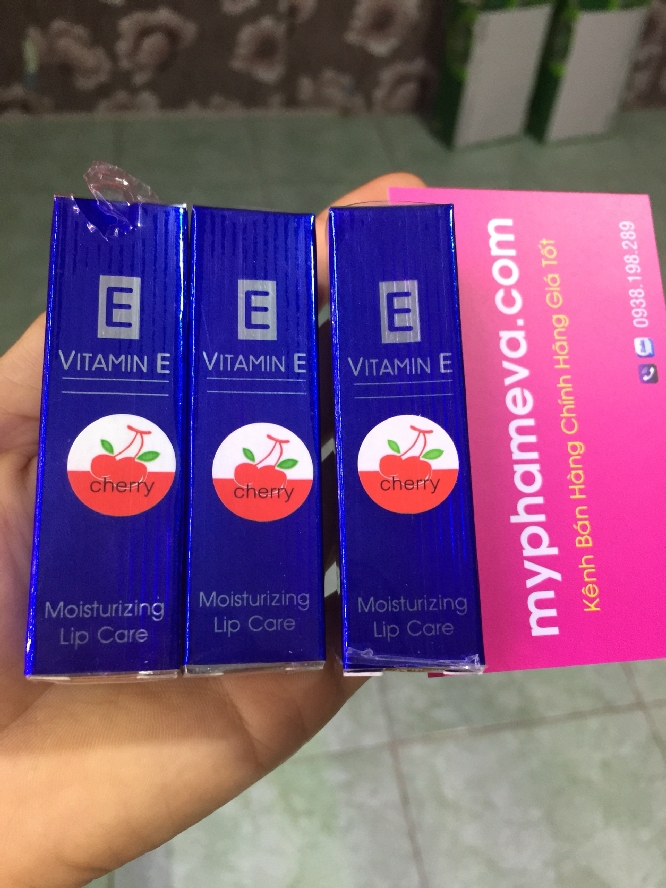 E
VITAMIN E
cherry
Moisturizing
Lip Care
E
VITAMIN E
cherry
Moisturizing
Lip Care
E
VITAMIN E
cherry
Moisturizing
Lip Care
myphameva.com
Kênh Bán Hàng Chính Hãng Giá Tốt
0938.198.289